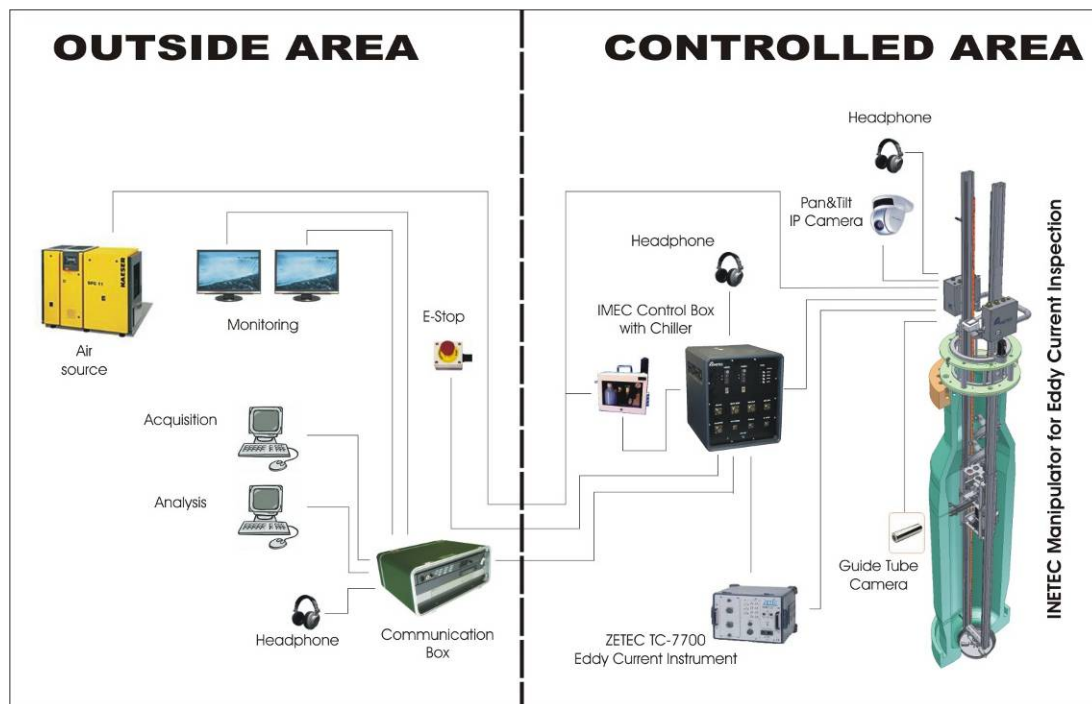 OUTSIDE AREA
CONTROLLED AREA
Headphone
Pan&Tilt
IP Camera
Headphone
IMEC Control Box
with Chiller
E-Stop
Monitoring
KAESER
Air
source
Acquisition
Analysis
Headphone
Communication
Box
Guide Tube
Camera
ZETEC TC-7700
Eddy Current Instrument
INETEC Manipulator for Eddy Current Inspection